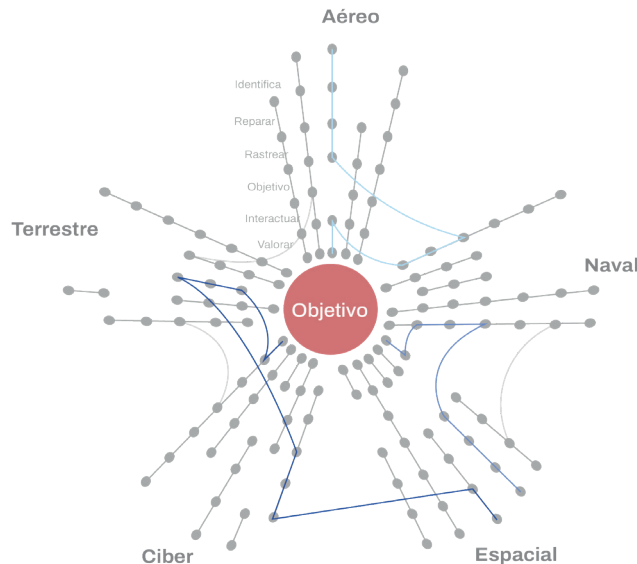 Aéreo
Identifica
Reparar
Rastrear
Objetivo
Interactuar
Valorar
Terrestre
Naval
Objetivo
Ciber
Espacial